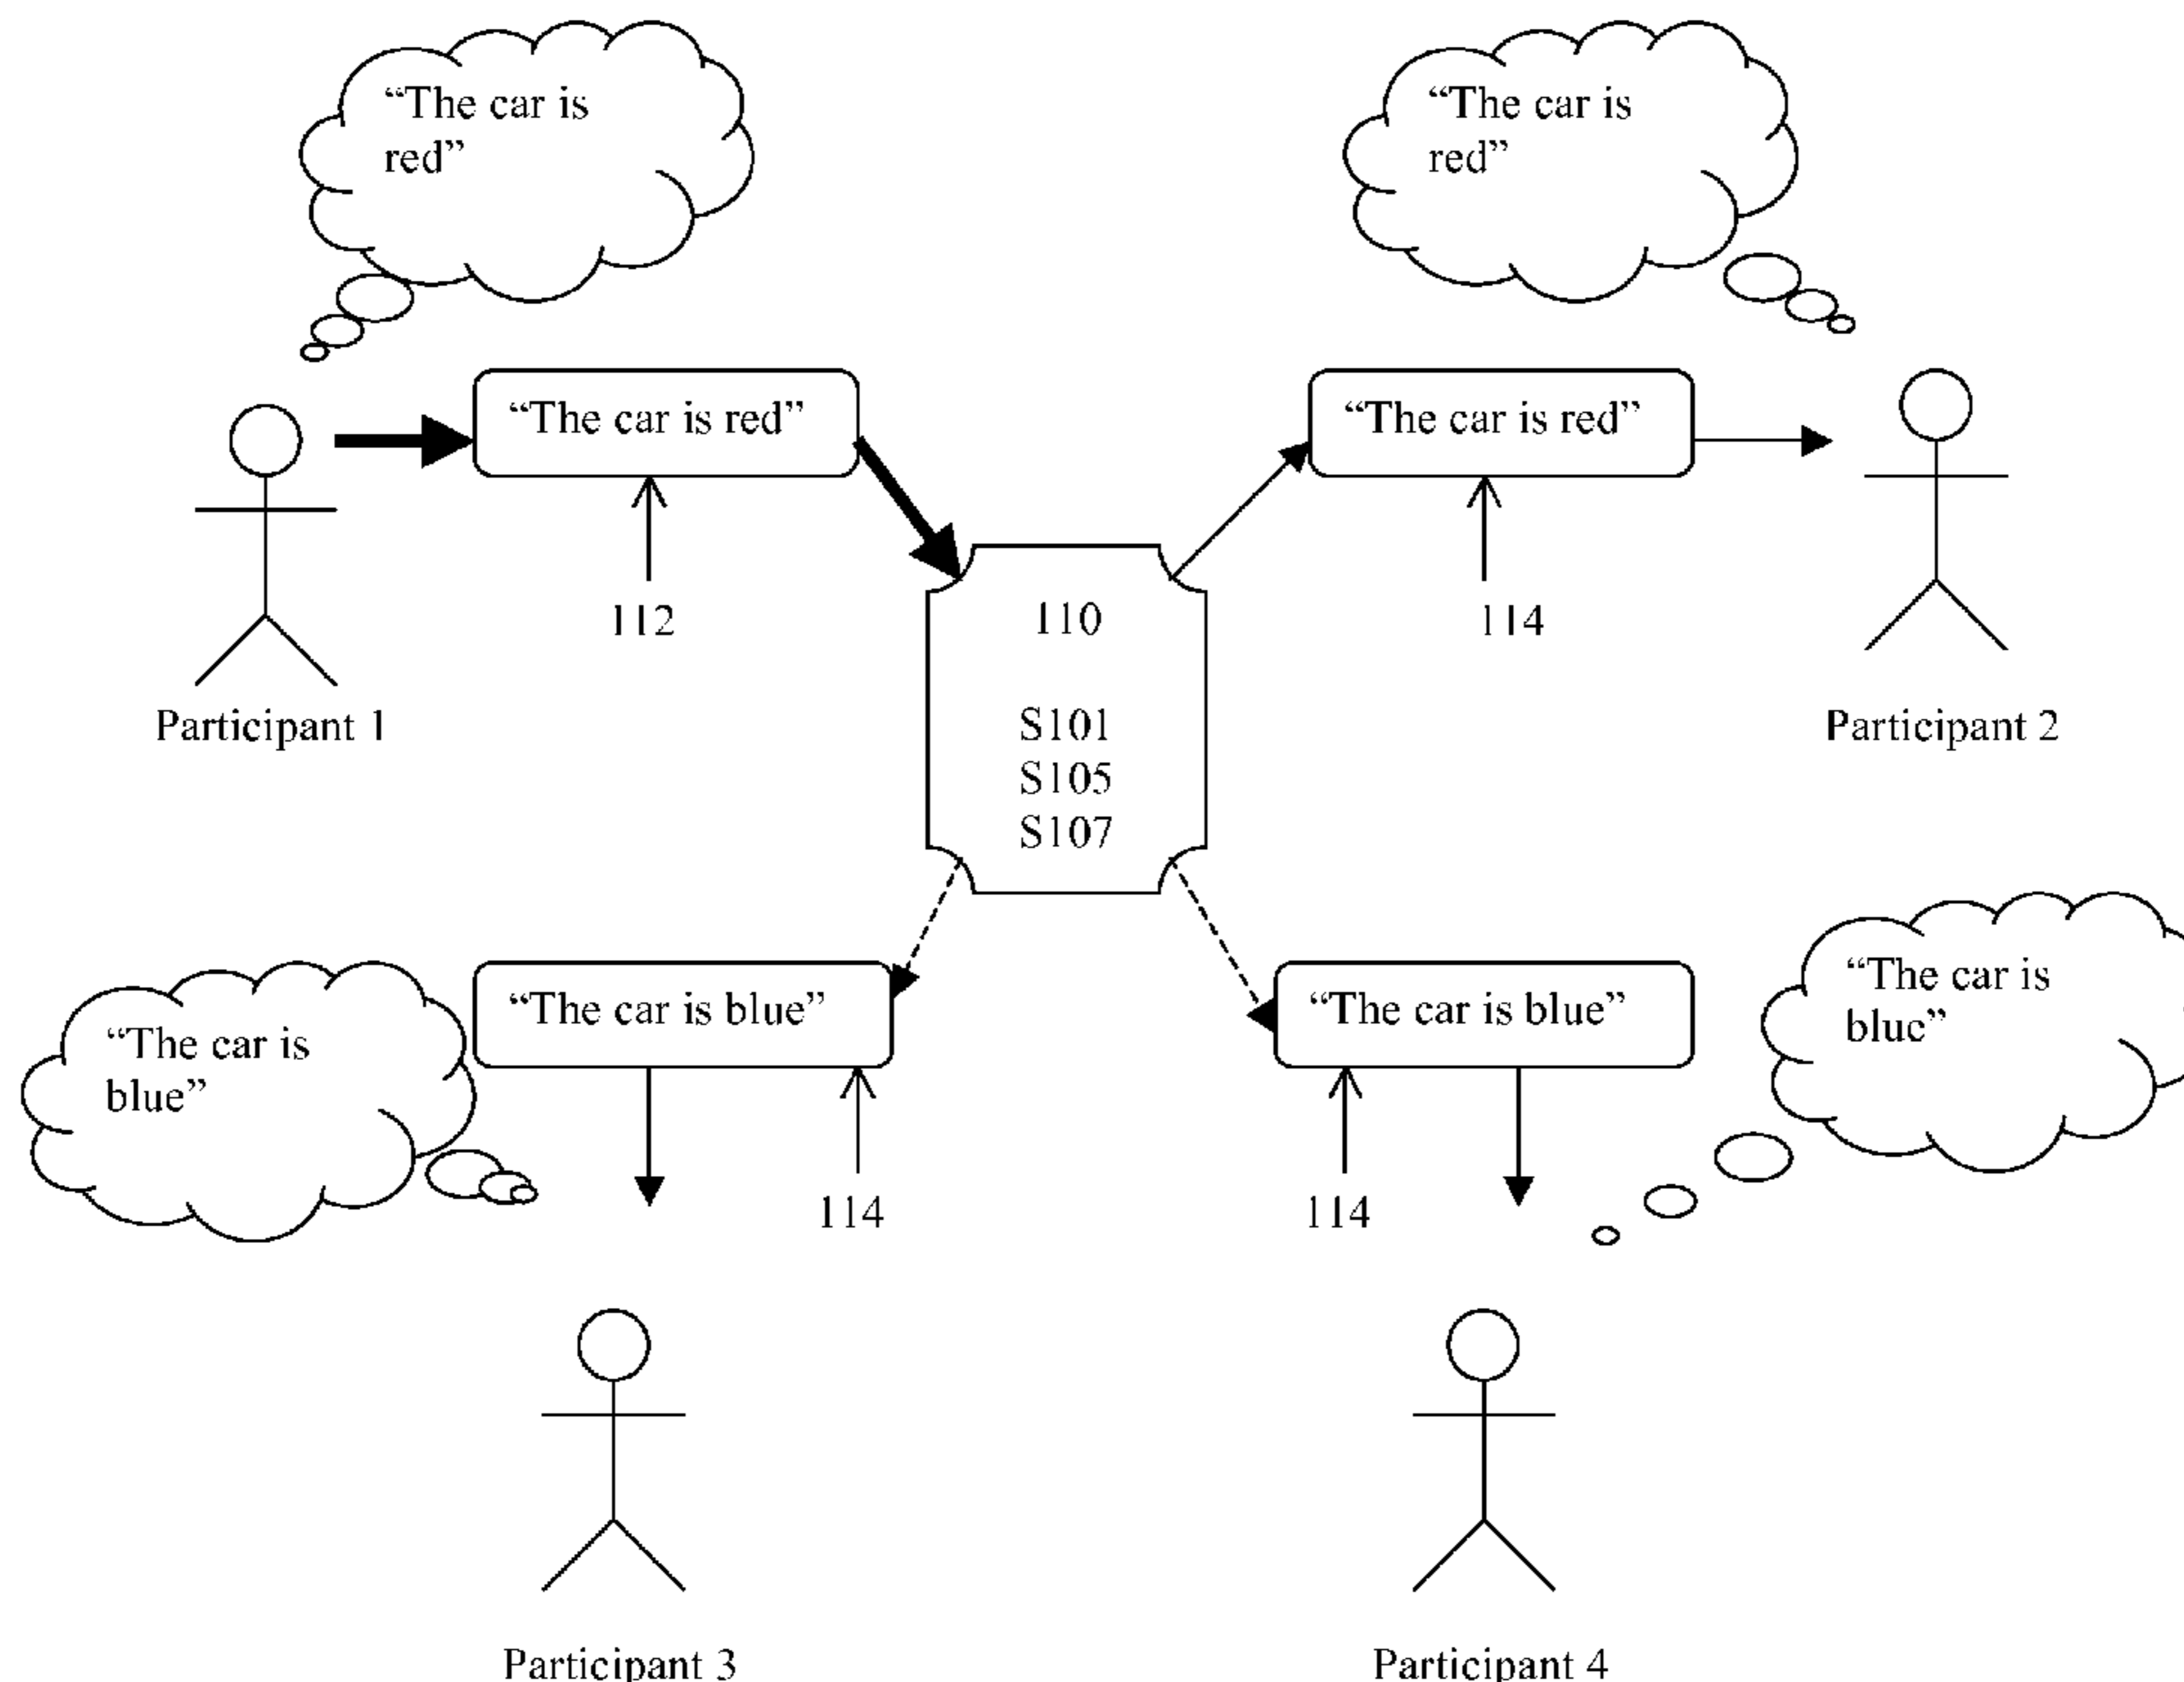 “The car is
red”
“The car is
red”
“The car is red”
“The car is red”
112
110
114
S101
S105
S107
Participant 1
Participant 2
“The car is blue”
“The car is blue”
“The car is
blue”
“The car is
blue”
114
114
Participant 3
Participant 4